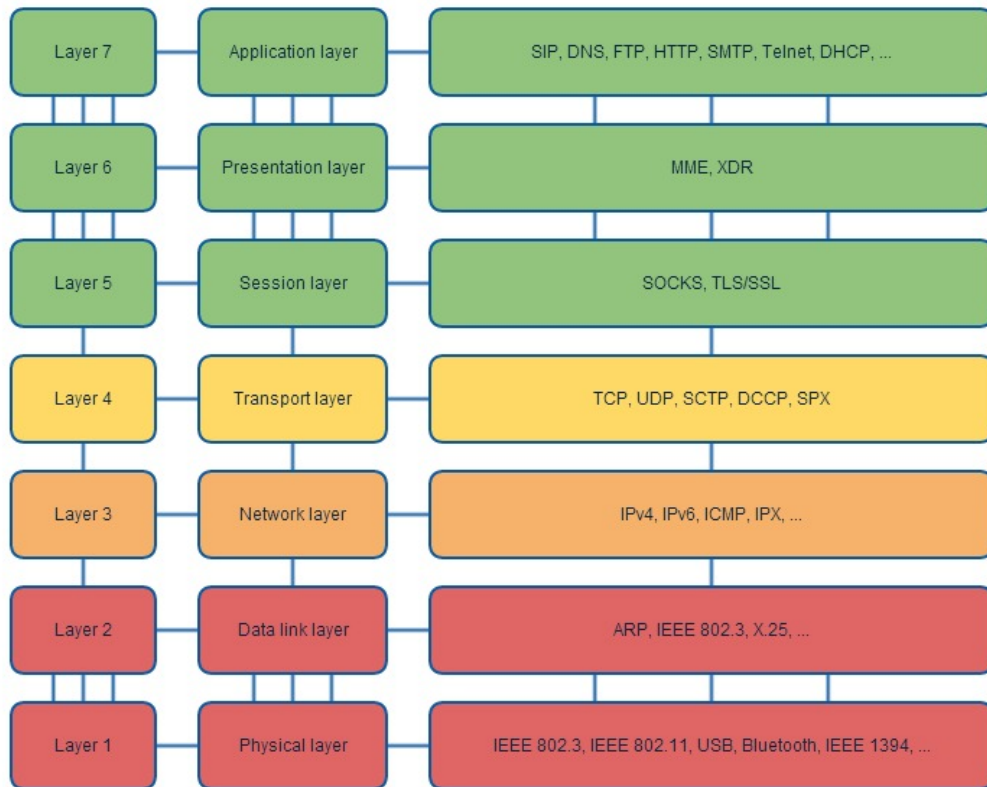 Layer 7 Application layer SIP, DNS, FTP, HTTP, SMTP, Telnet, DHCP, ...
Layer 6 Presentation layer MME, XDR
Layer 5 Session layer SOCKS, TLS/SSL
Layer 4 Transport layer TCP, UDP, SCTP, DCCP, SPX
Layer 3 Network layer IPv4, IPv6, ICMP, IPX, ...
Layer 2 Data link layer ARP, IEEE 802.3, X.25, ...
Layer 1 Physical layer IEEE 802.3, IEEE 802.11, USB, Bluetooth, IEEE 1394, ...